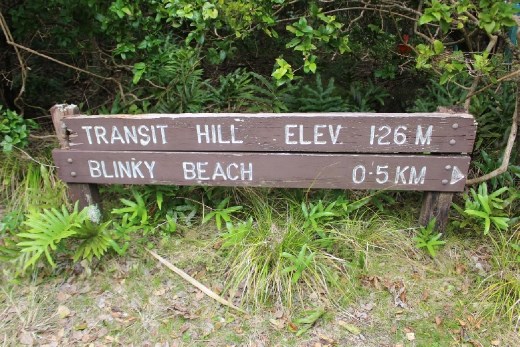 TRANSIT HILL ELEV. 126 M
BLINKY BEACH 0·5 KM